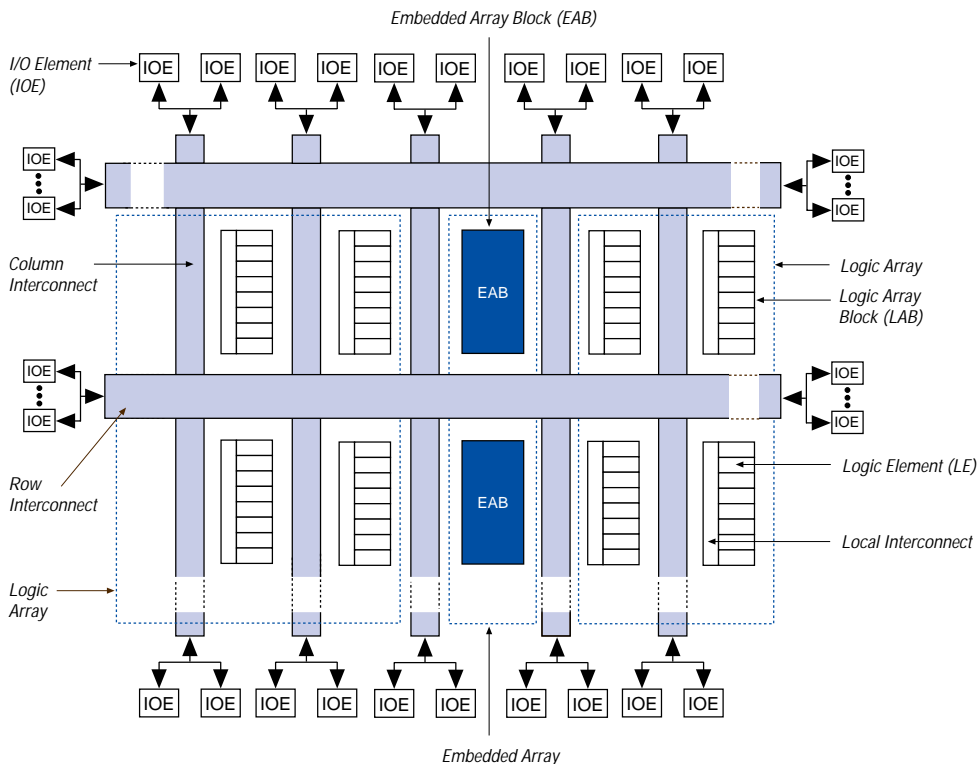 Embedded Array Block (EAB)
I/O Element
(IOE)
IOE IOE IOE IOE IOE IOE IOE IOE IOE IOE
IOE
IOE
IOE
IOE
Column
Interconnect
EAB
Logic Array
Logic Array
Block (LAB)
IOE
IOE
IOE
IOE
Row
Interconnect
EAB
Logic Element (LE)
Local Interconnect
Logic
Array
IOE IOE IOE IOE IOE IOE IOE IOE IOE IOE
Embedded Array